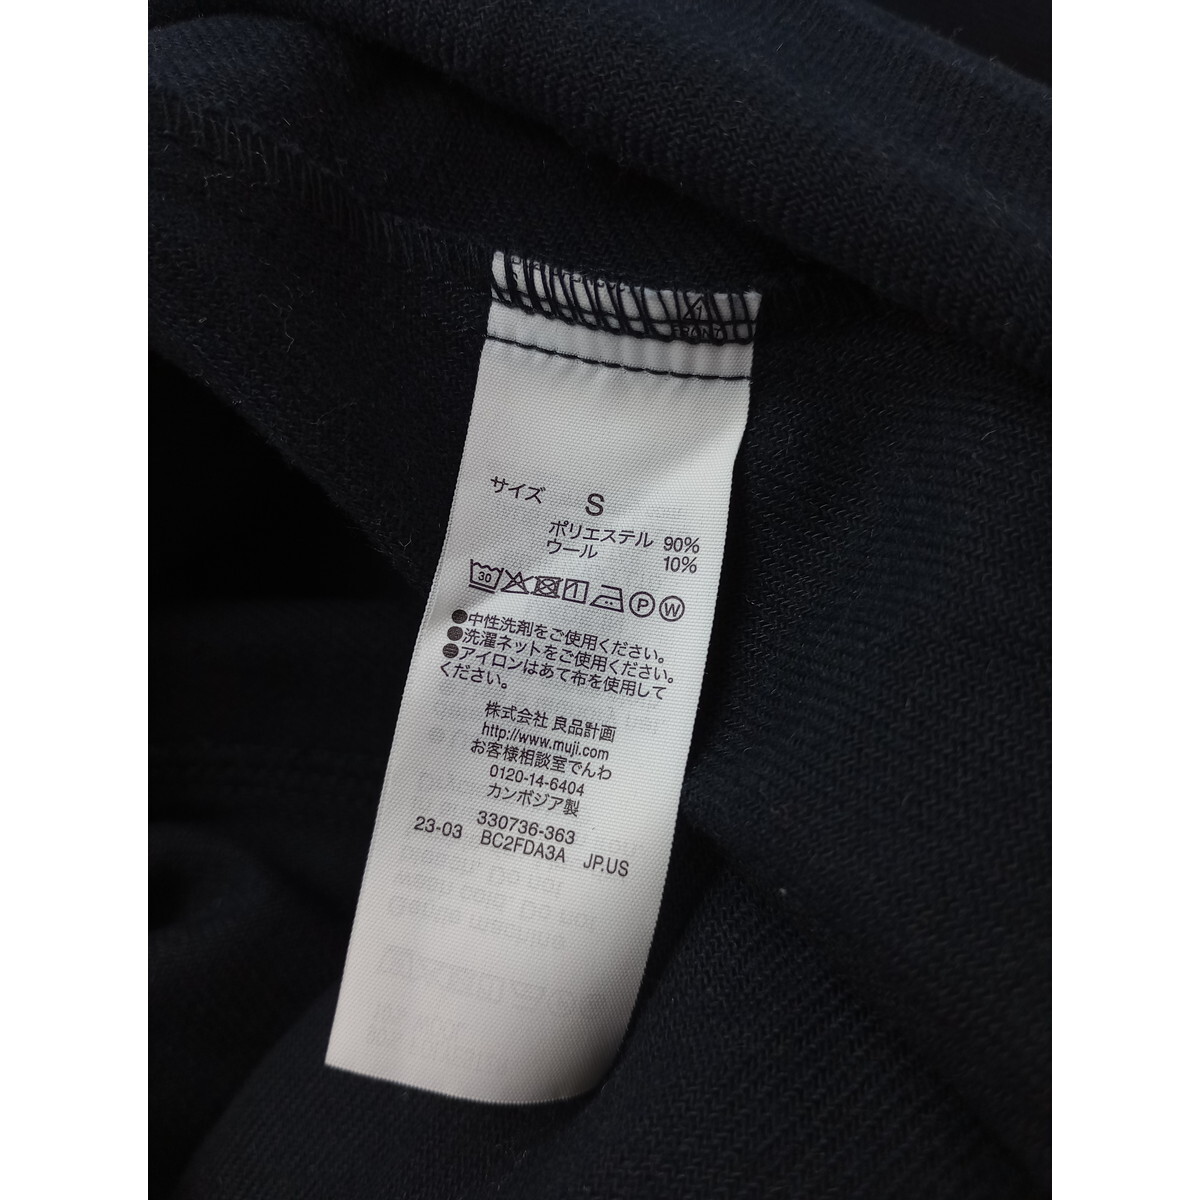 サイズ S
ポリエステル 90%
ウール 10%
30 P W
●中性洗剤をご使用ください。
●洗濯ネットをご使用ください。
●アイロンはあて布を使用して
ください。
株式会社 良品計画
http://www.muji.com
お客様相談室でんわ
0120-14-6404
カンボジア製
330736-363
23-03 BC2FDA3A JP.US